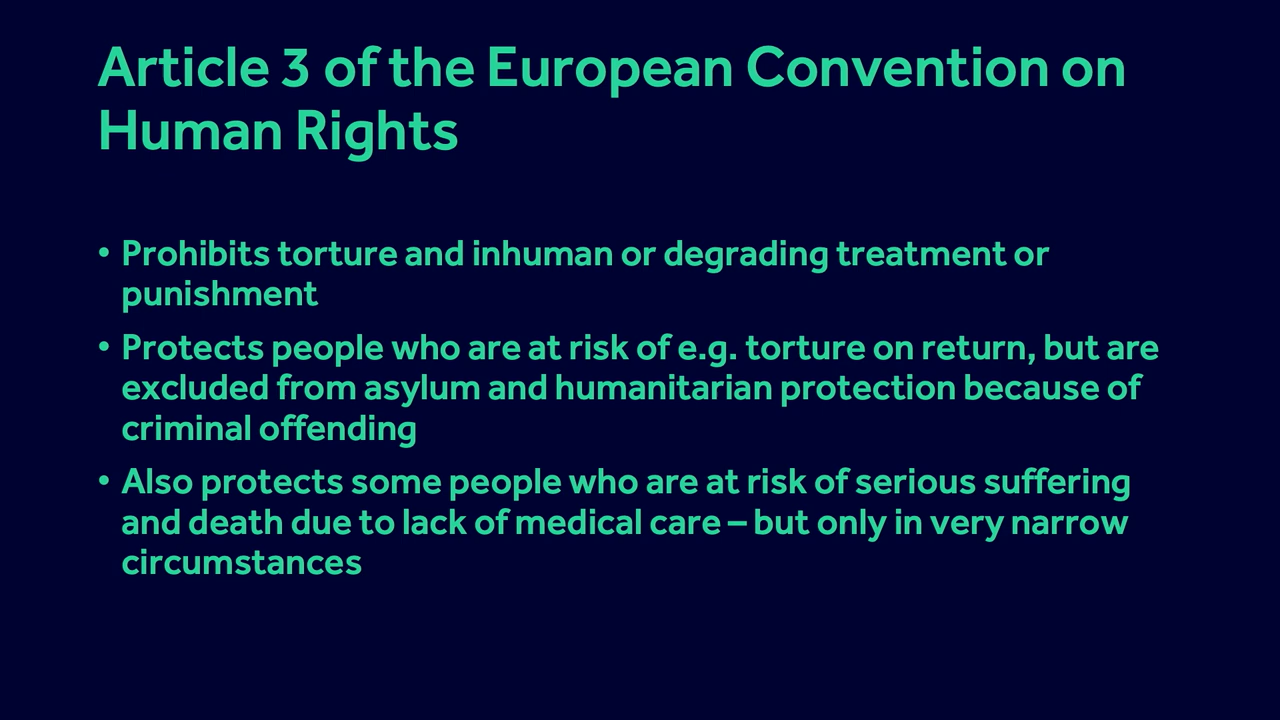 Article 3 of the European Convention on
Human Rights
• Prohibits torture and inhuman or degrading treatment or
punishment
• Protects people who are at risk of e.g. torture on return, but are
excluded from asylum and humanitarian protection because of
criminal offending
• Also protects some people who are at risk of serious suffering
and death due to lack of medical care – but only in very narrow
circumstances